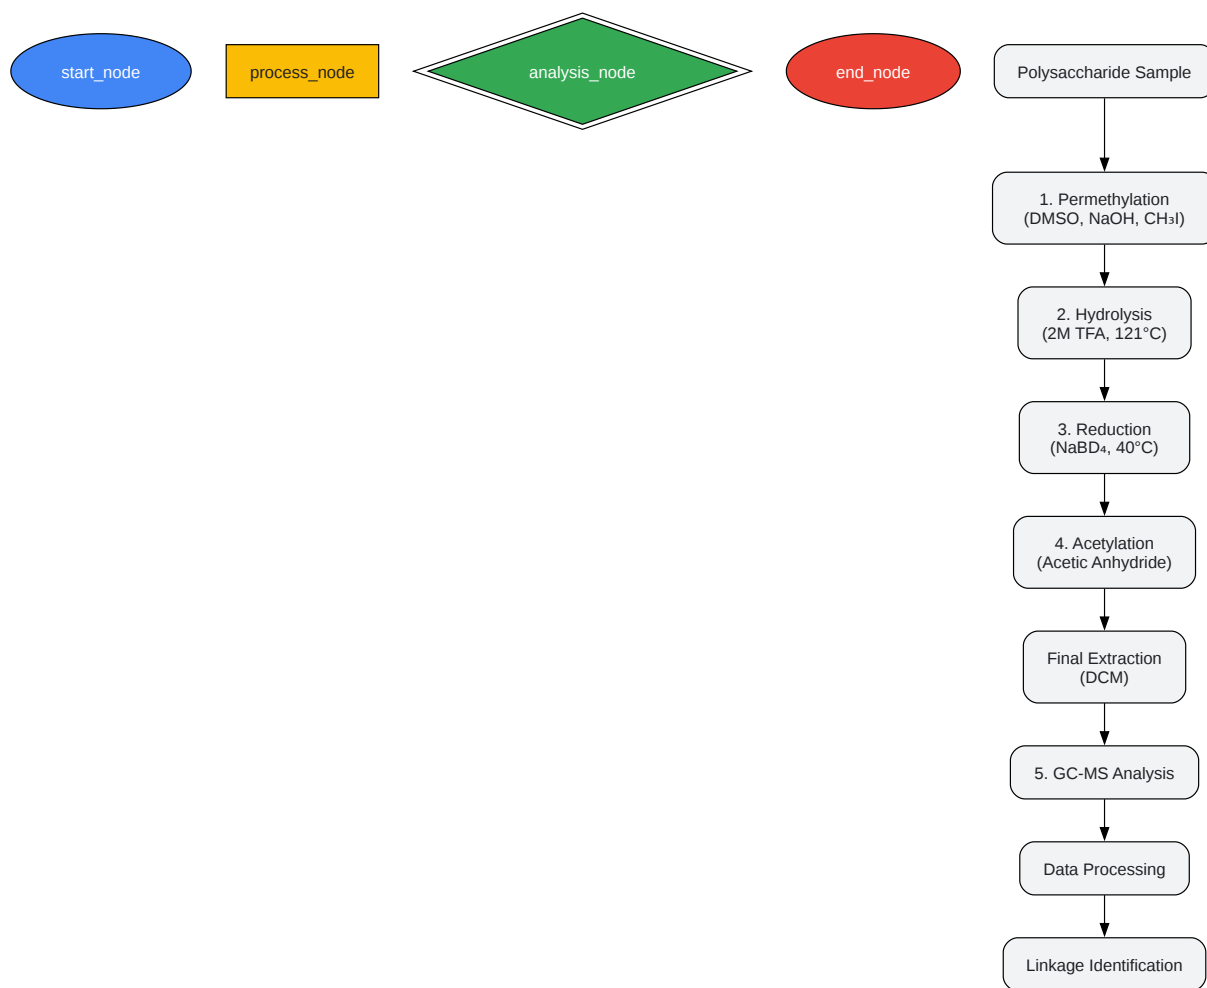 start_node
process_node
analysis_node
end_node
Polysaccharide Sample
1. Permethylation
(DMSO, NaOH, CH₃I)
2. Hydrolysis
(2M TFA, 121°C)
3. Reduction
(NaBD₄, 40°C)
4. Acetylation
(Acetic Anhydride)
Final Extraction
(DCM)
5. GC-MS Analysis
Data Processing
Linkage Identification